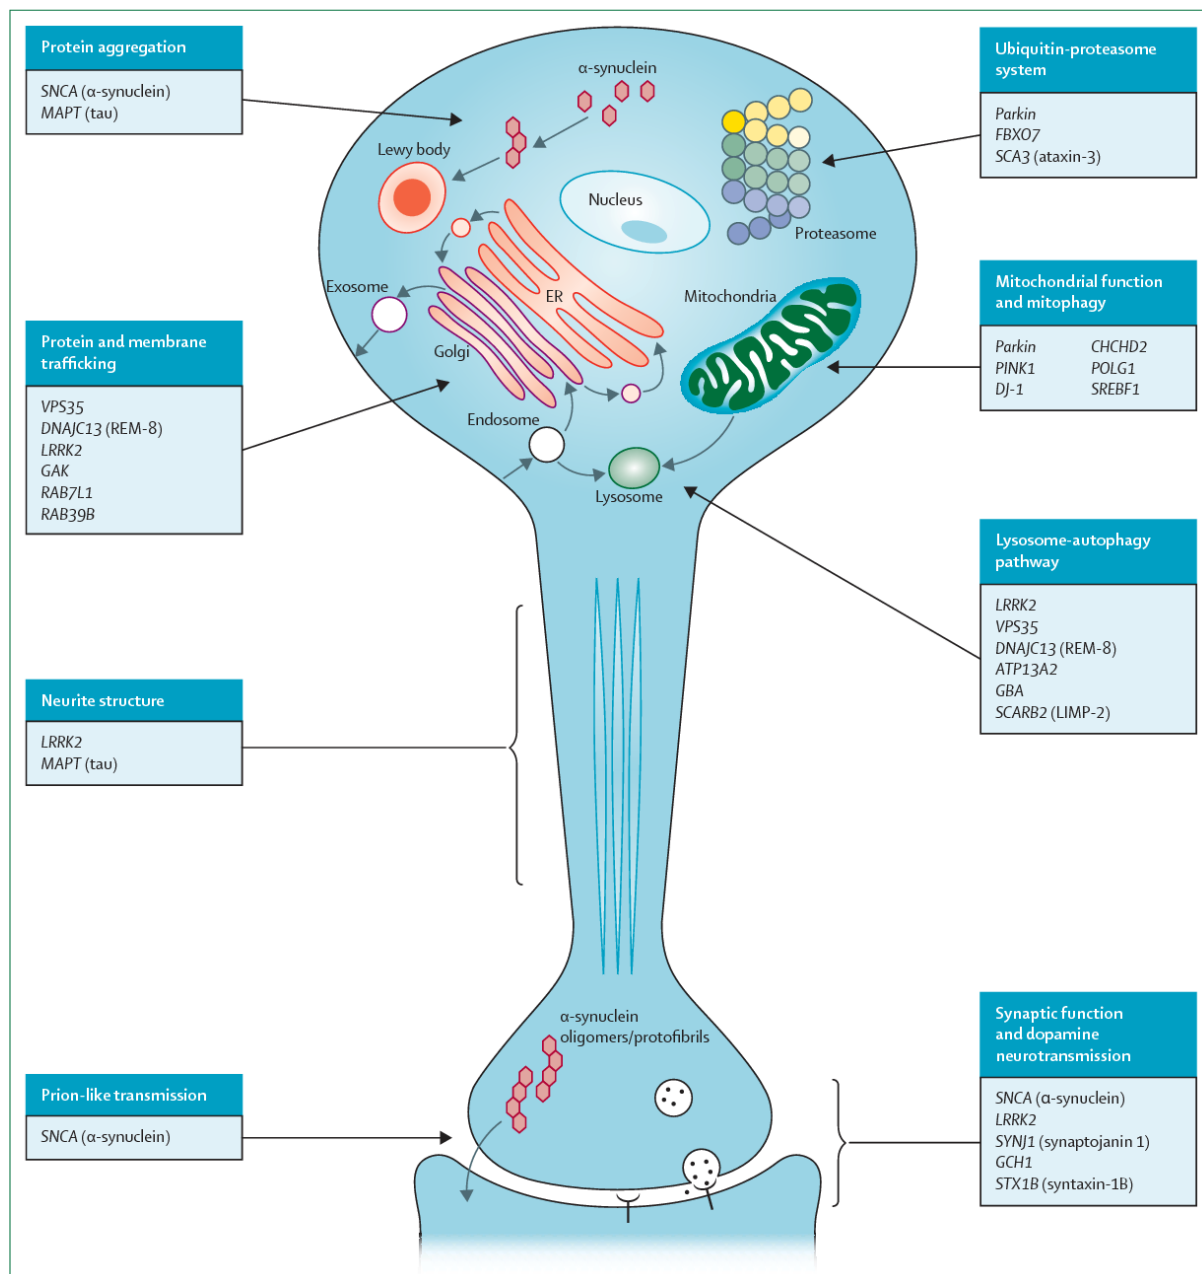 Protein aggregation
SNCA (α-synuclein)
MAPT (tau)
α-synuclein
Lewy body
Nucleus
Proteasome
Ubiquitin-proteasome
system
Parkin
FBXO7
SCA3 (ataxin-3)
Exosome
ER
Golgi
Mitochondria
Endosome
Lysosome
Protein and membrane
trafficking
VPS35
DNAJC13 (REM-8)
LRRK2
GAK
RAB7L1
RAB39B
Mitochondrial function
and mitophagy
Parkin CHCHD2
PINK1 POLG1
DJ-1 SREBF1
Lysosome-autophagy
pathway
LRRK2
VPS35
DNAJC13 (REM-8)
ATP13A2
GBA
SCARB2 (LIMP-2)
Neurite structure
LRRK2
MAPT (tau)
α-synuclein
oligomers/protofibrils
Prion-like transmission
SNCA (α-synuclein)
Synaptic function
and dopamine
neurotransmission
SNCA (α-synuclein)
LRRK2
SYNJ1 (synaptojanin 1)
GCH1
STX1B (syntaxin-1B)